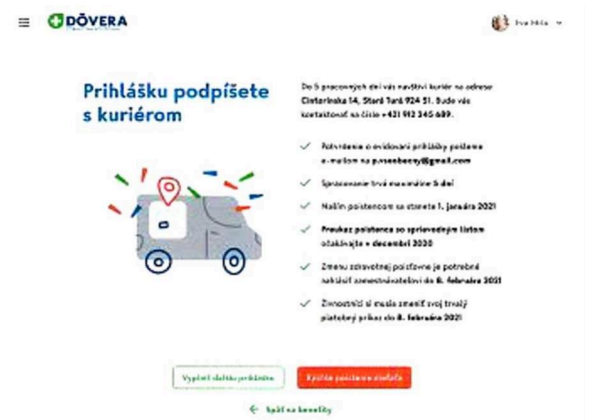 DÔVERA
Prihlášku podpíšete
s kuriérom
Do 5 pracovných dní vás navštívi kuriér na adrese
Cintorínska 14, Stará Turá 924 51. Bude vás
kontaktovať na čísle +421 912 345 689.
Potvrdenie o evidovaní prihlášky pošleme
e-mailom na
Spracovanie trvá maximálne 5 dní
Naším poistencom sa stanete 1. januára 2021
Preukaz poistenca so sprievodným listom
očakávajte v decembri 2020
Zmenu zdravotnej poisťovne je potrebné
nahlásiť zamestnávateľovi do 8. februára 2021
Živnostníci si musia zmeniť svoj trvalý
platobný príkaz do 8. februára 2021
Vyplniť ďalšiu prihlášku
Späť na benefity